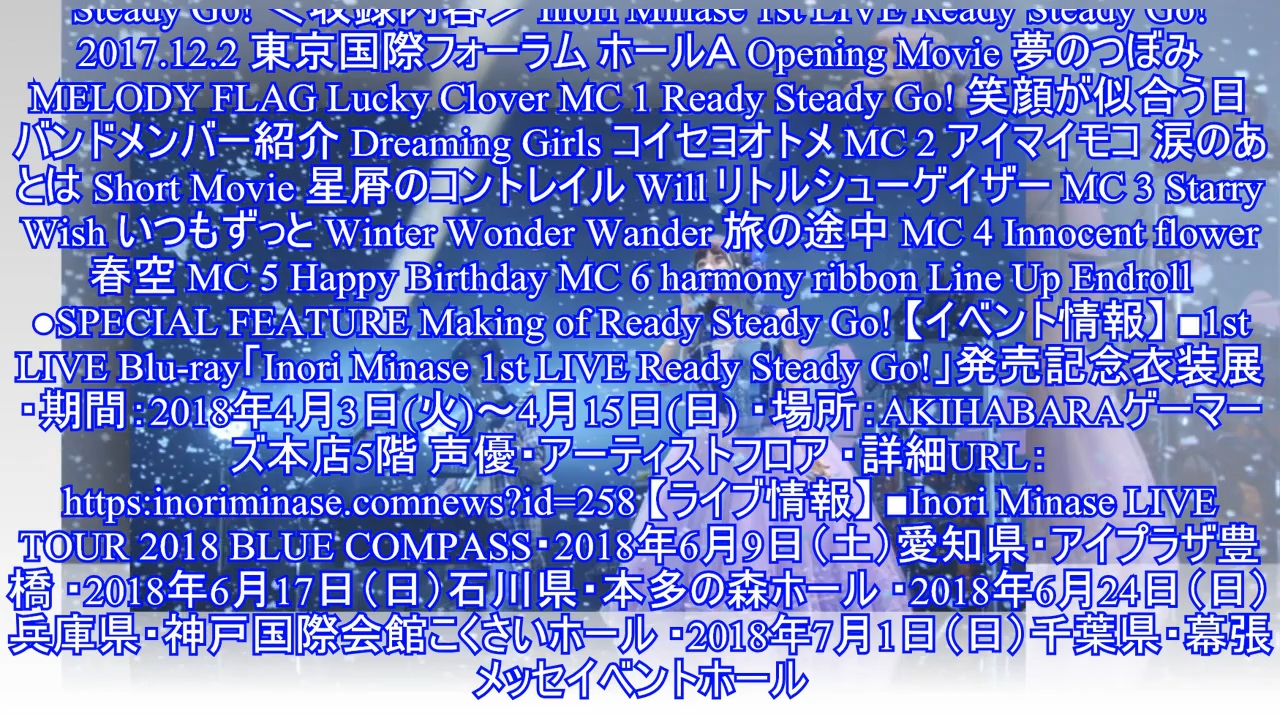 Steady Go! ＜収録内容＞ Inori Minase 1st LIVE Ready Steady Go!
2017.12.2 東京国際フォーラム ホールA Opening Movie 夢のつぼみ
MELODY FLAG Lucky Clover MC 1 Ready Steady Go! 笑顔が似合う日
バンドメンバー紹介 Dreaming Girls コイセヨオトメ MC 2 アイマイモコ 涙のあ
とは Short Movie 星屑のコントレイル Will リトルシューゲイザー MC 3 Starry
Wish いつもずっと Winter Wonder Wander 旅の途中 MC 4 Innocent flower
春空 MC 5 Happy Birthday MC 6 harmony ribbon Line Up Endroll
●SPECIAL FEATURE Making of Ready Steady Go!【イベント情報】■1st
LIVE Blu-ray「Inori Minase 1st LIVE Ready Steady Go!」発売記念衣装展
・期間：2018年4月3日(火)～4月15日(日) ・場所：AKIHABARAゲーマー
ズ本店5階 声優・アーティストフロア ・詳細URL：
https:inoriminase.comnews?id=258【ライブ情報】■Inori Minase LIVE
TOUR 2018 BLUE COMPASS・2018年6月9日（土）愛知県・アイプラザ豊
橋 ・2018年6月17日（日）石川県・本多の森ホール ・2018年6月24日（日）
兵庫県・神戸国際会館こくさいホール ・2018年7月1日（日）千葉県・幕張
メッセイベントホール